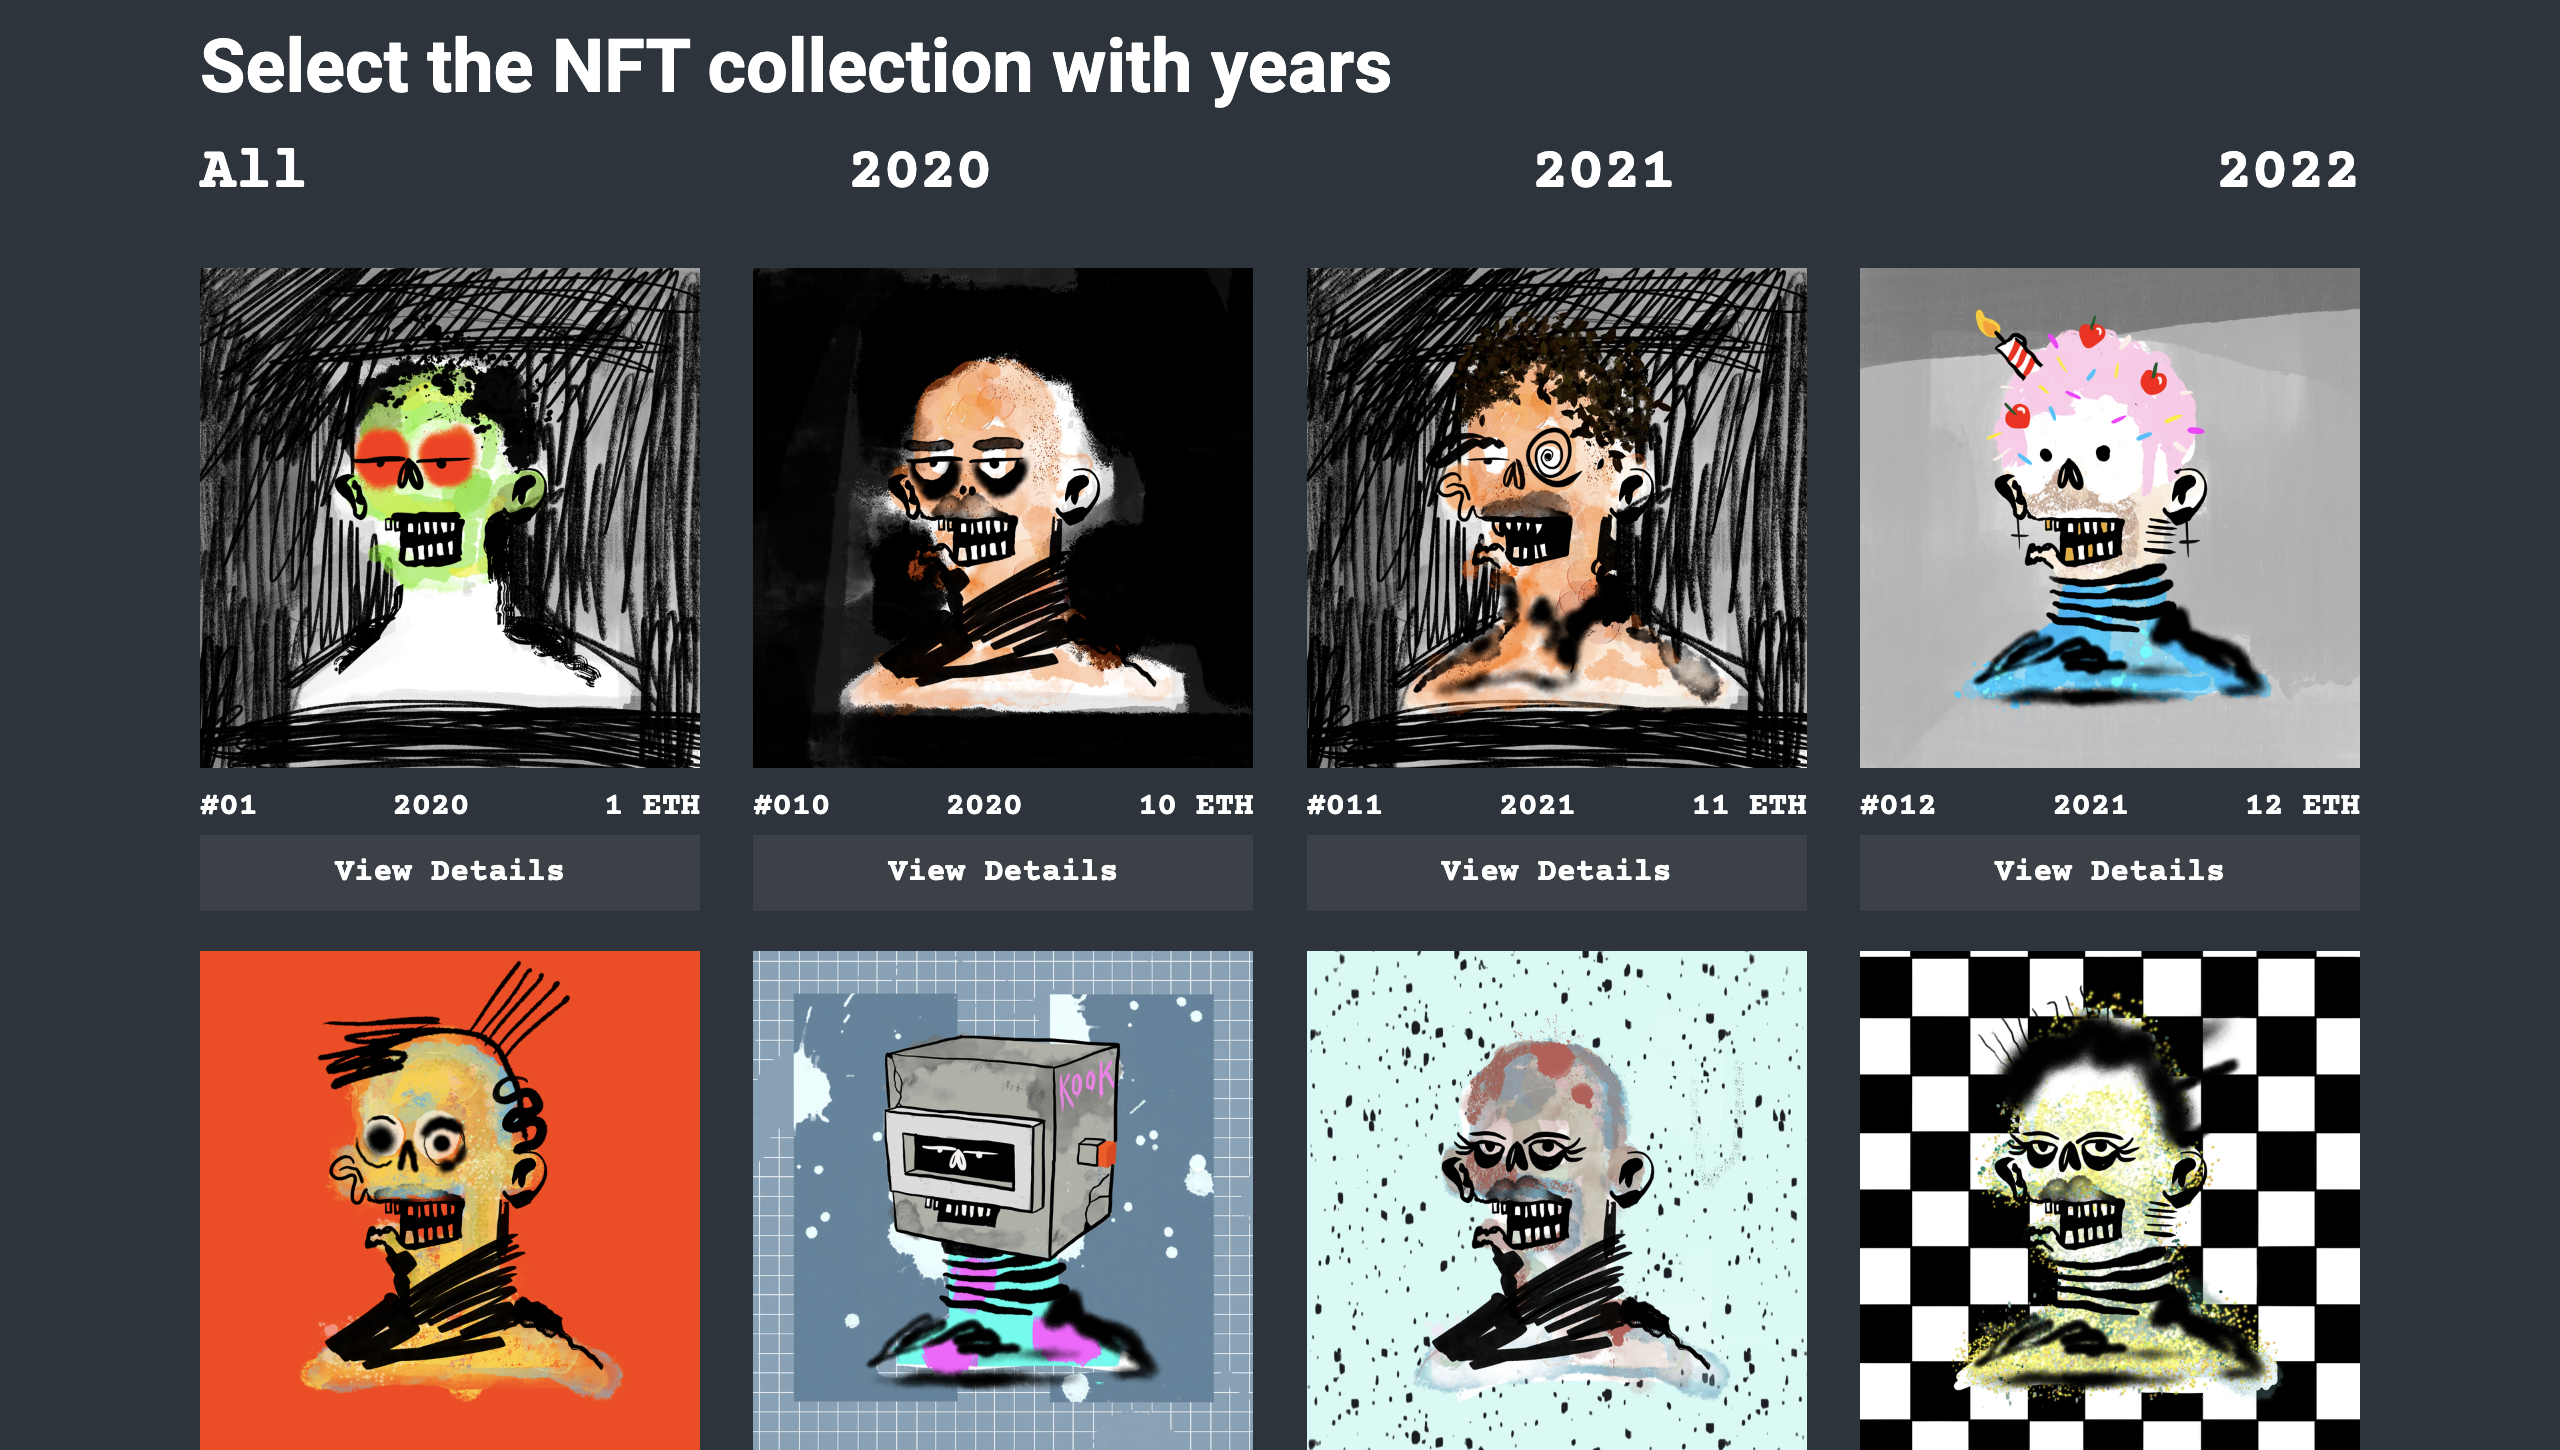 Select the NFT collection with years
All 2020 2021 2022
#01 2020 1 ETH
#010 2020 10 ETH
#011 2021 11 ETH
#012 2021 12 ETH
View Details
View Details
View Details
View Details
KOOK